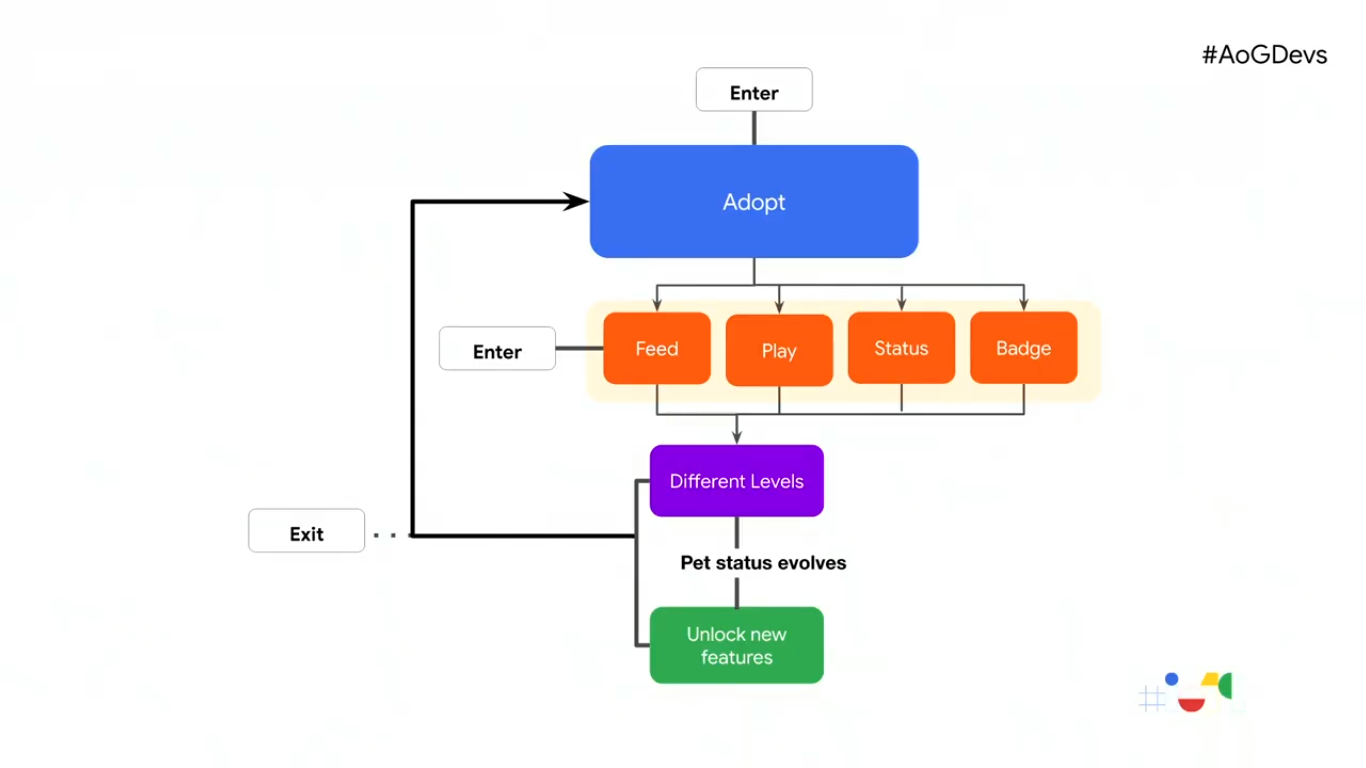 #AoGDevs
Enter
Adopt
Enter
Feed
Play
Status
Badge
Different Levels
Exit
Pet status evolves
Unlock new
features